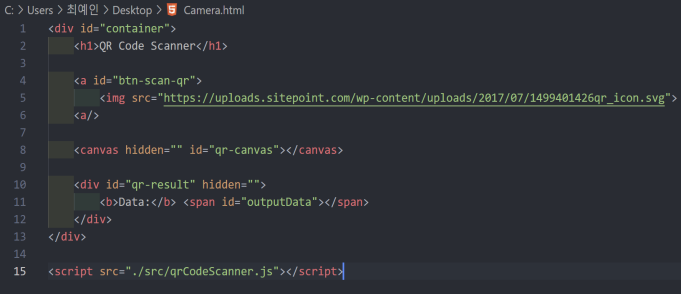 C: > Users > 최예인 > Desktop > Camera.html
1 <div id="container">
2 <h1>QR Code Scanner</h1>
3
4 <a id="btn-scan-qr">
5 <img src="https://uploads.sitepoint.com/wp-content/uploads/2017/07/1499401426qr_icon.svg">
6 <a/>
7
8 <canvas hidden="" id="qr-canvas"></canvas>
9
10 <div id="qr-result" hidden="">
11 <b>Data:</b> <span id="outputData"></span>
12 </div>
13 </div>
14
15 <script src="./src/qrCodeScanner.js"></script>